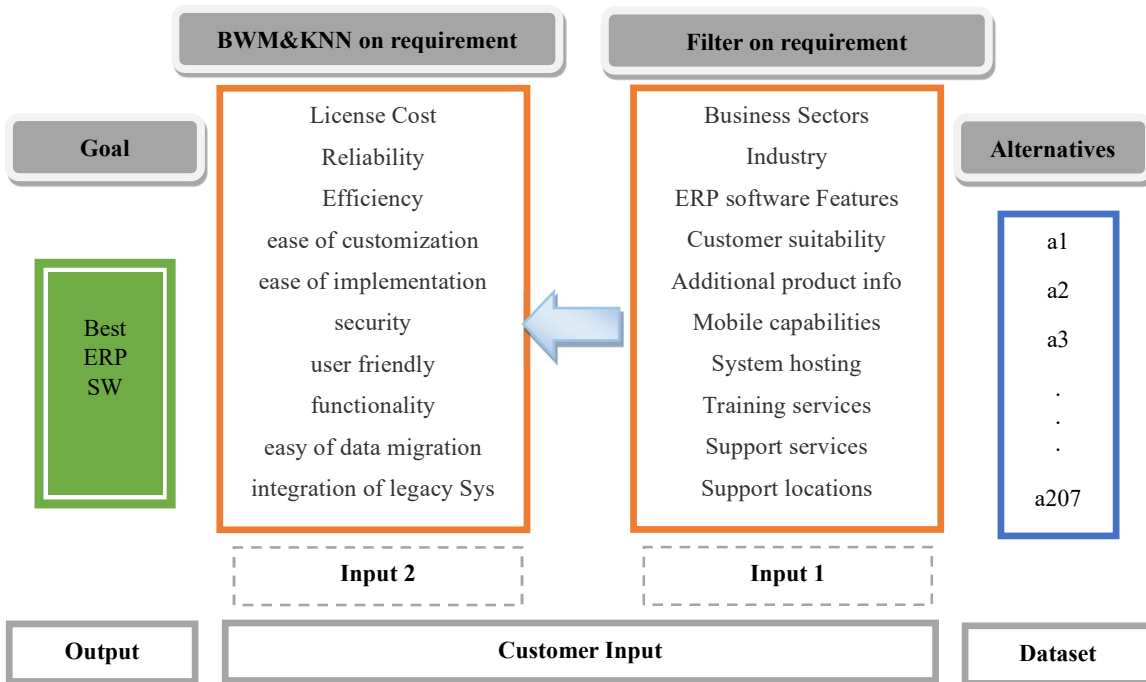 BWM&KNN on requirement
Filter on requirement
Goal
Alternatives
License Cost
Reliability
Efficiency
ease of customization
ease of implementation
security
user friendly
functionality
easy of data migration
integration of legacy Sys
Business Sectors
Industry
ERP software Features
Customer suitability
Additional product info
Mobile capabilities
System hosting
Training services
Support services
Support locations
Best
ERP
SW
a1
a2
a3
.
.
.
a207
Input 2
Input 1
Output
Customer Input
Dataset